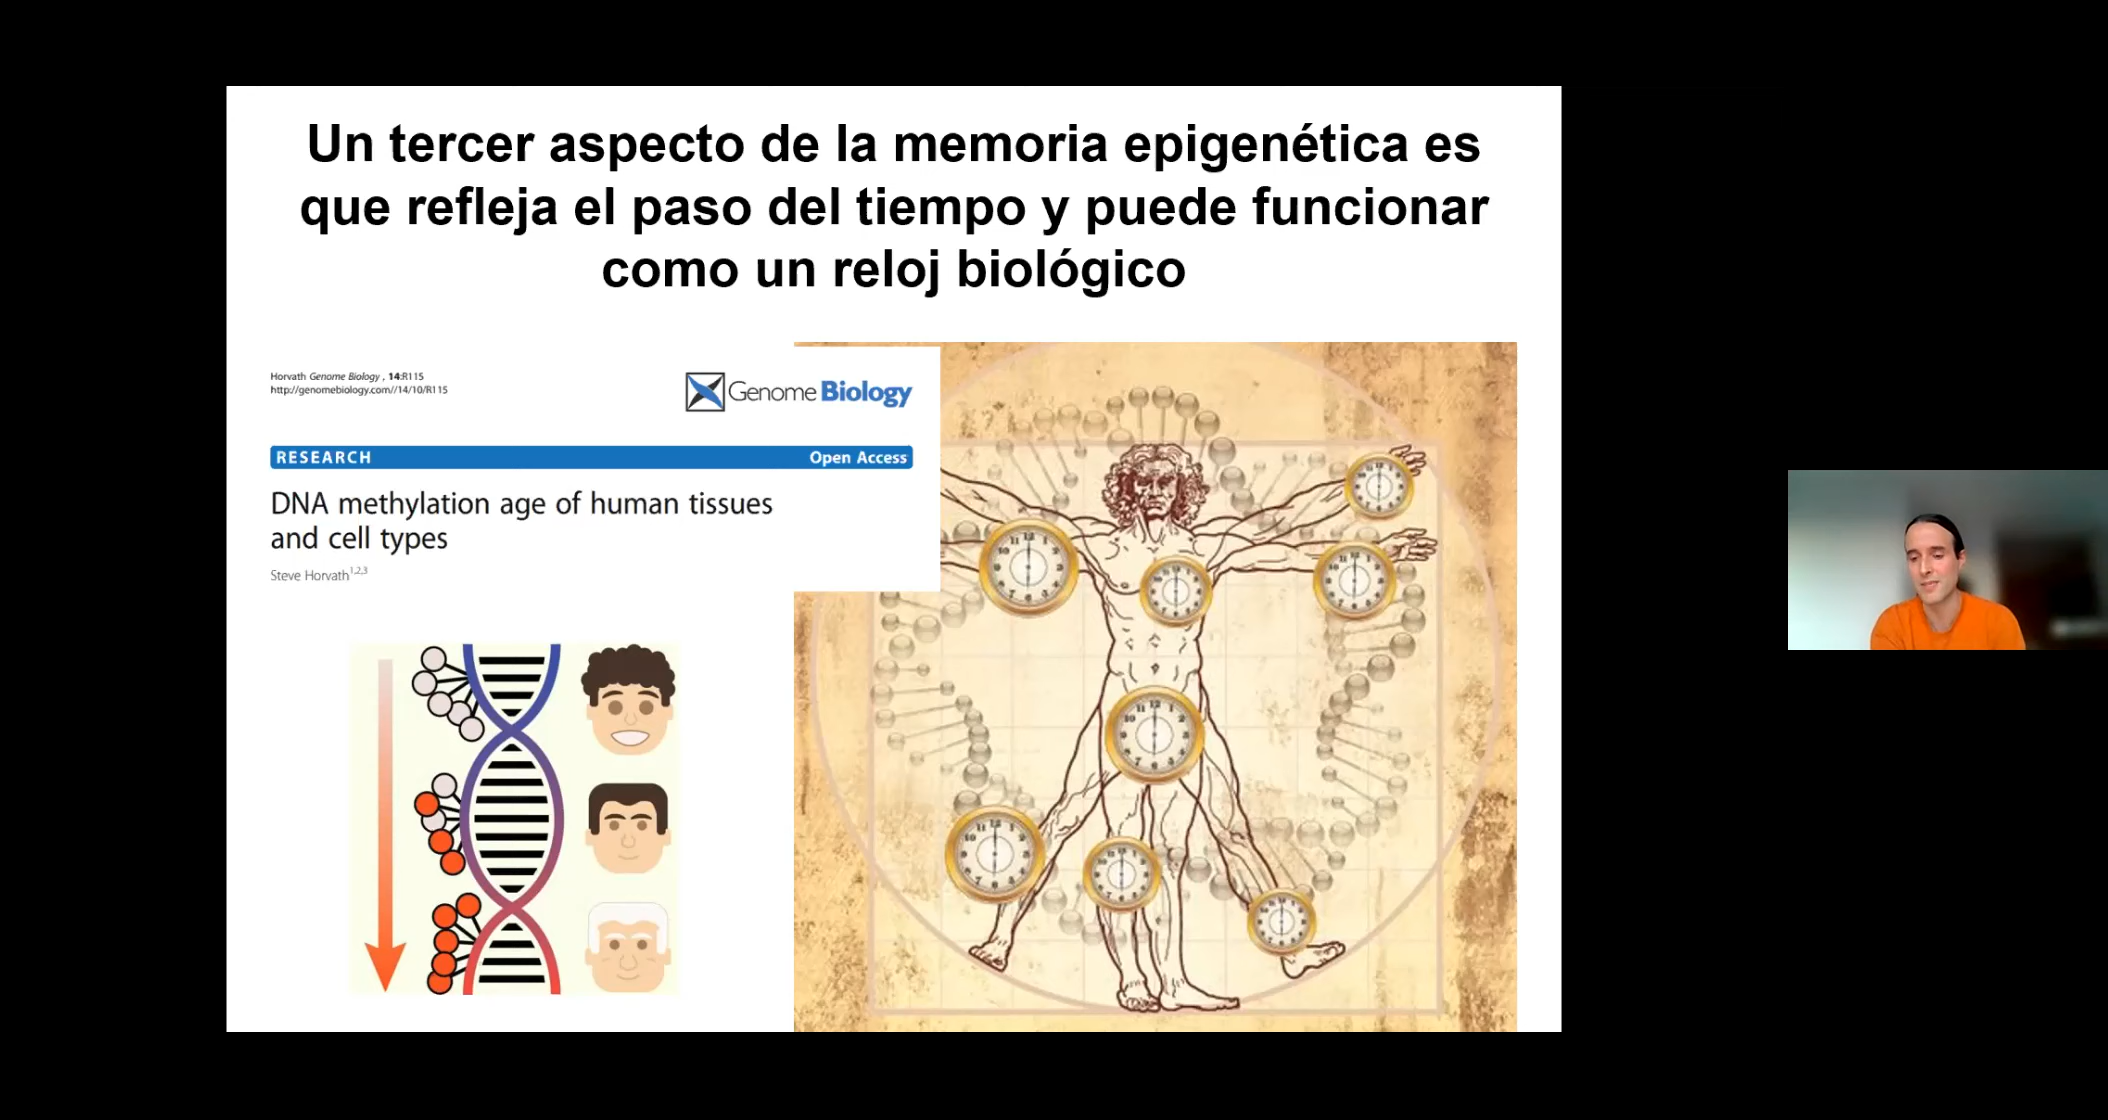 Un tercer aspecto de la memoria epigenética es
que refleja el paso del tiempo y puede funcionar
como un reloj biológico
Horvath Genome Biology , 14:R115
http://genomebiology.com//14/10/R115
Genome Biology
RESEARCH Open Access
DNA methylation age of human tissues
and cell types
Steve Horvath1,2,3